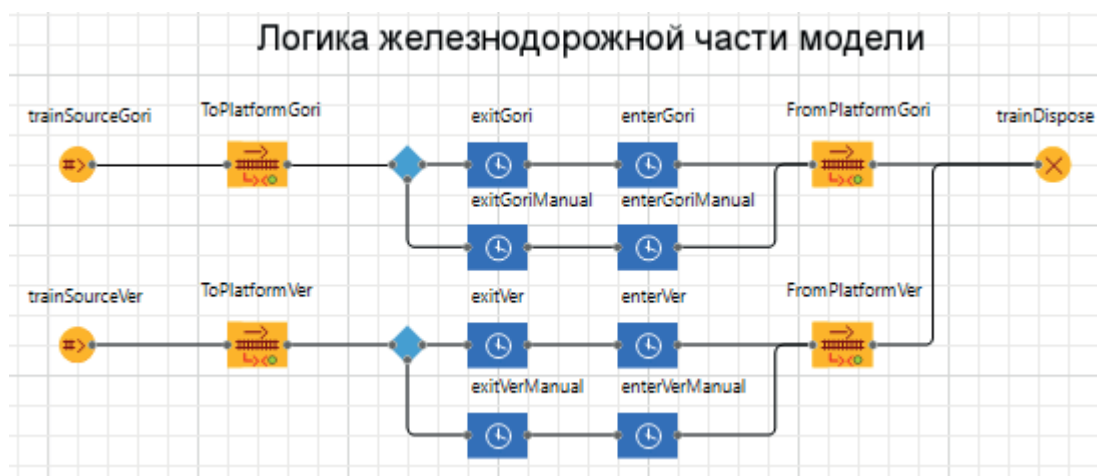 Логика железнодорожной части модели
trainSourceGori
ToPlatformGori
exitGori
enterGori
FromPlatformGori
trainDispose
exitGoriManual
enterGoriManual
trainSourceVer
ToPlatformVer
exitVer
enterVer
FromPlatformVer
exitVerManual
enterVerManual